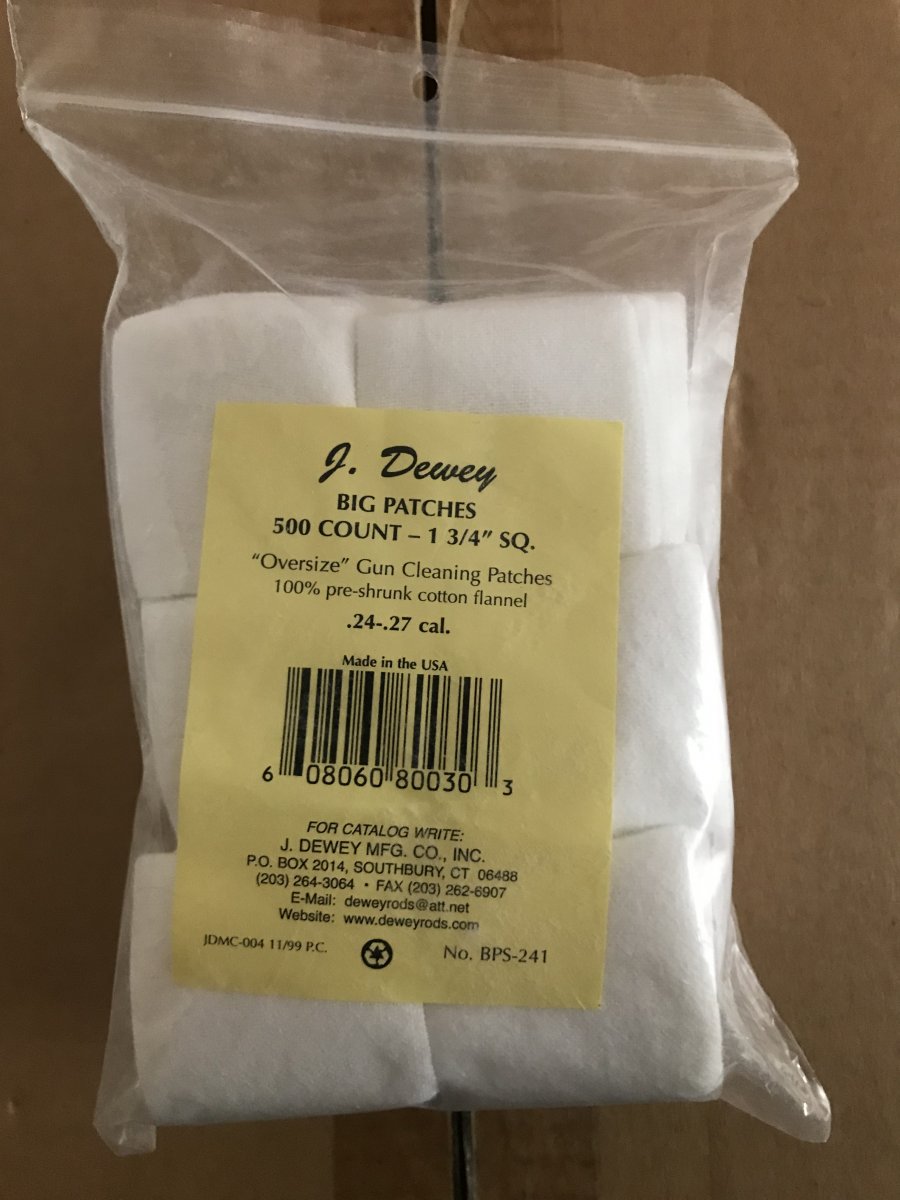 J. Dewey
BIG PATCHES
500 COUNT – 1 3/4” SQ.
“Oversize” Gun Cleaning Patches
100% pre-shrunk cotton flannel
.24-.27 cal.
Made in the USA
6 08060 80030 3
FOR CATALOG WRITE:
J. DEWEY MFG. CO., INC.
P.O. BOX 2014, SOUTHBURY, CT 06488
(203) 264-3064 • FAX (203) 262-6907
E-Mail: deweyrods@att.net
Website: www.deweyrods.com
JDMC-004 11/99 P.C. No. BPS-241